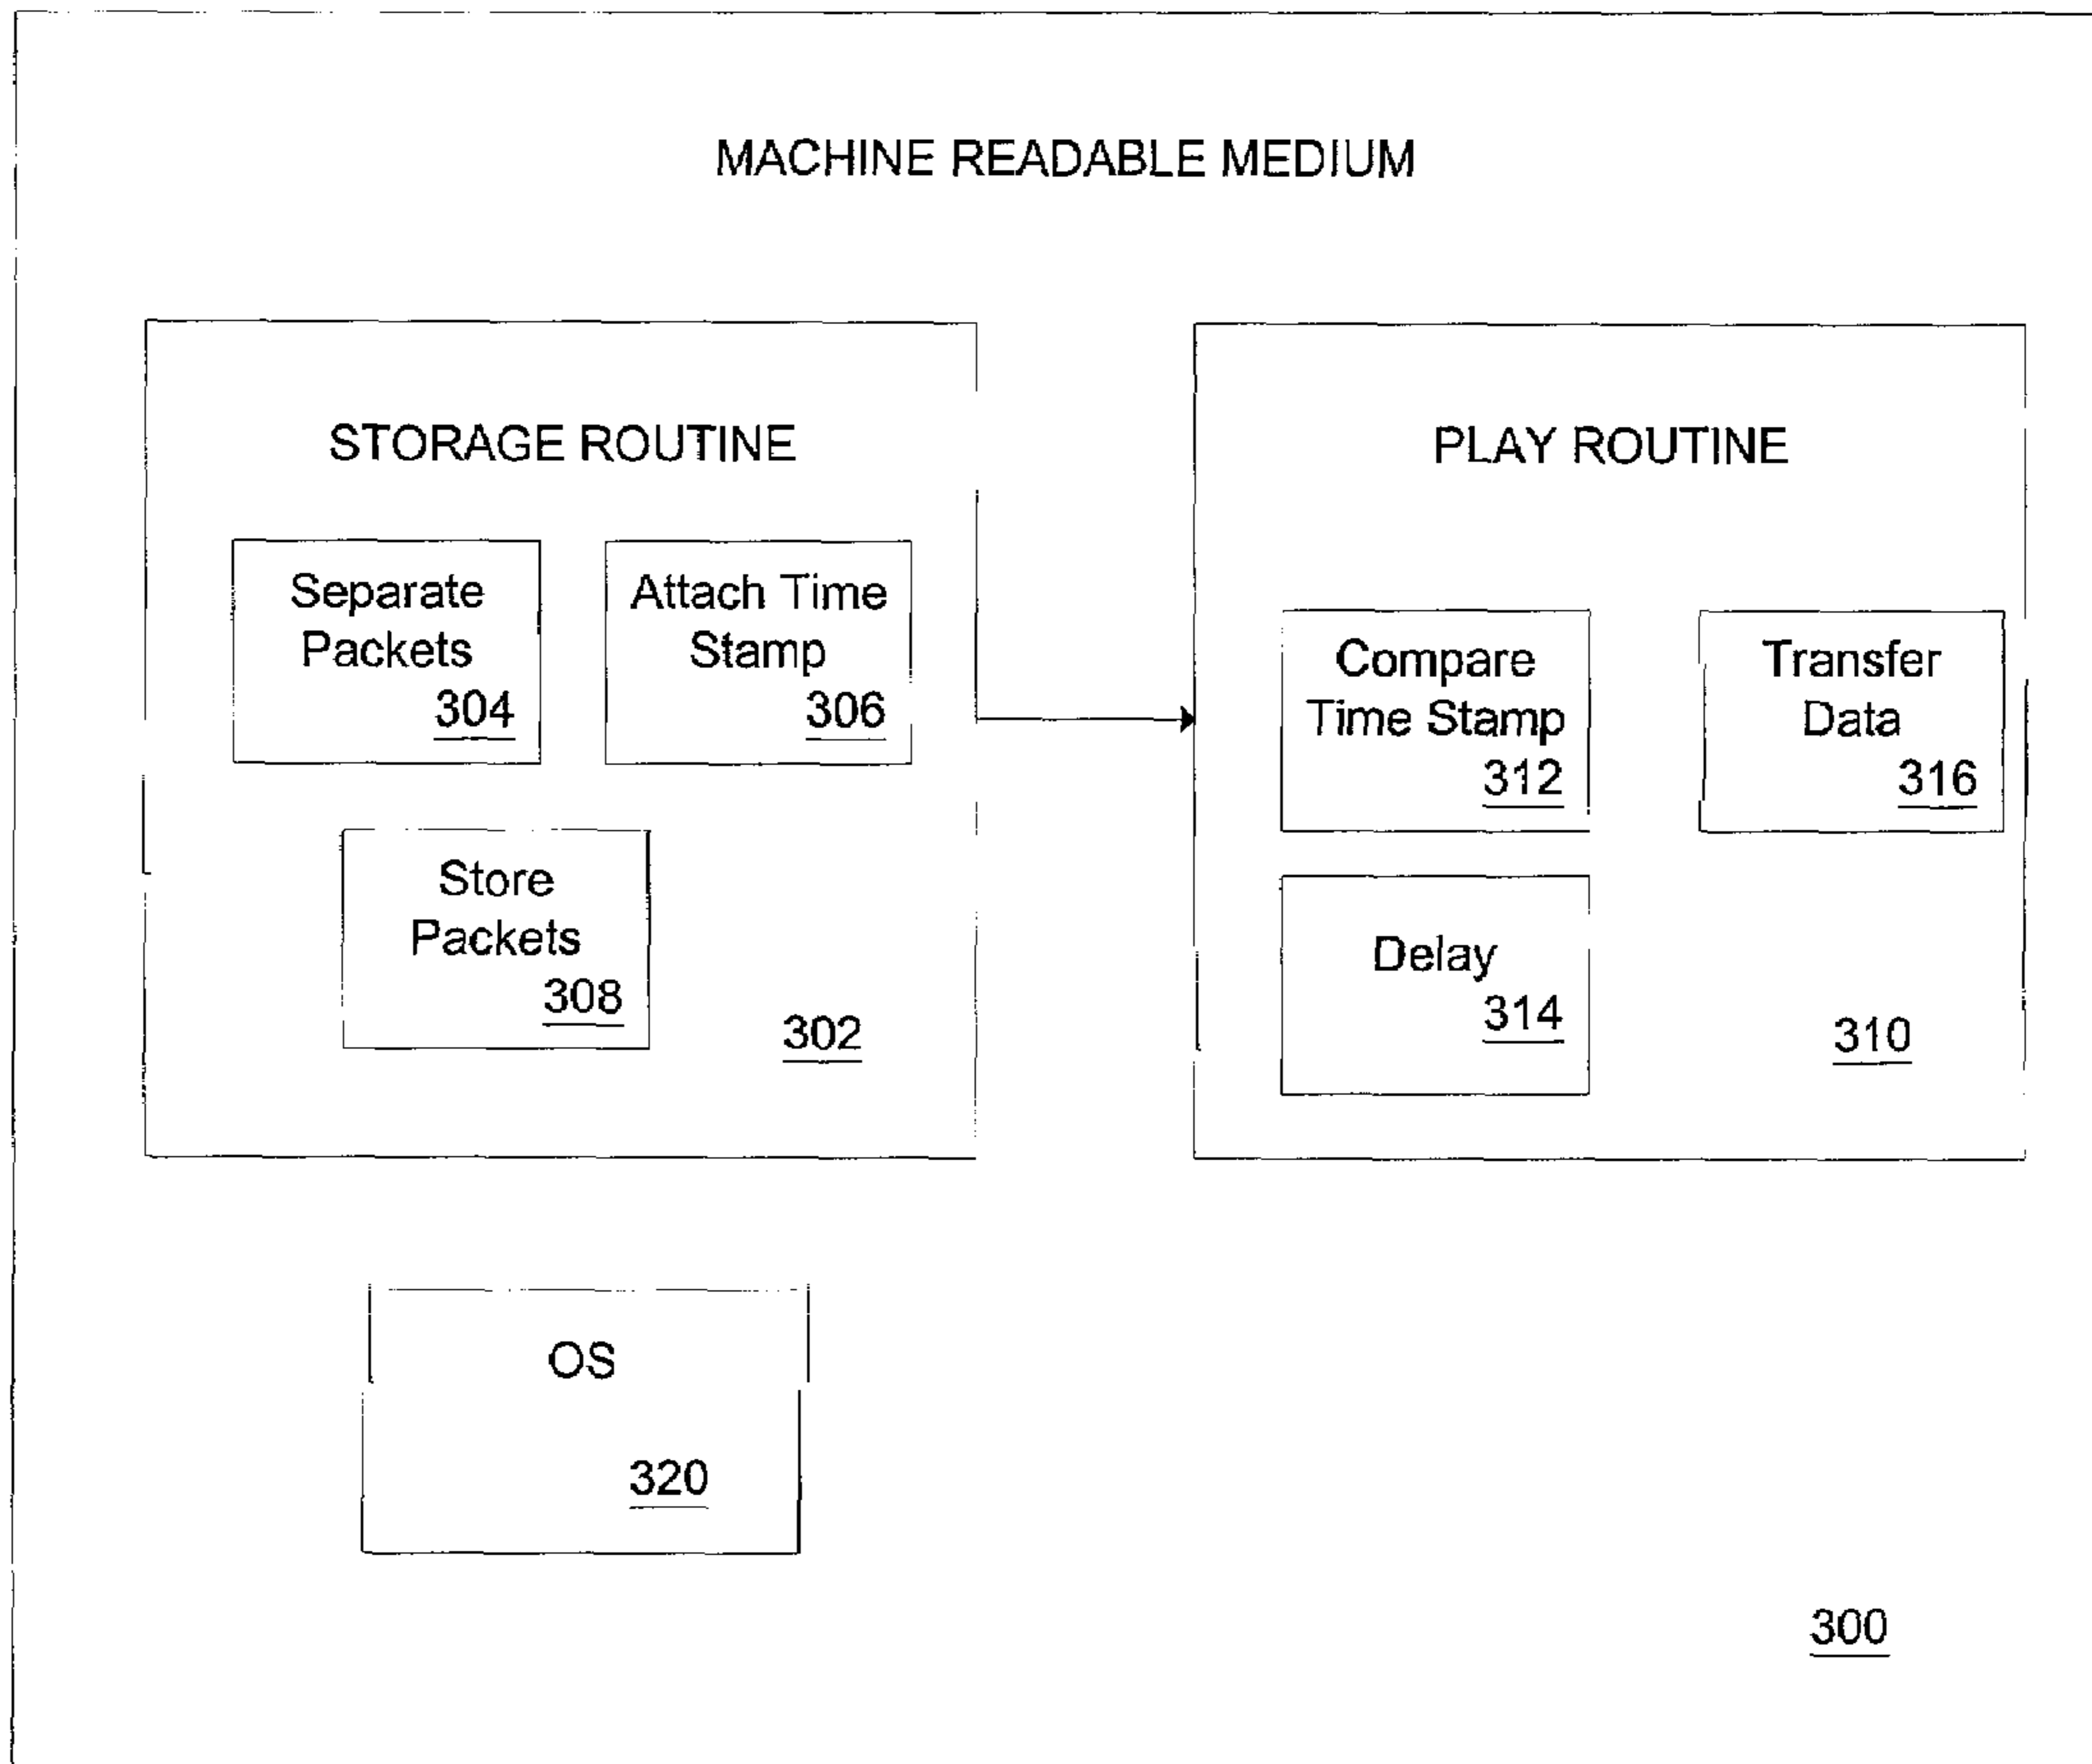 MACHINE READABLE MEDIUM
STORAGE ROUTINE
Separate
Packets
304
Attach Time
Stamp
306
Store
Packets
308
302
PLAY ROUTINE
Compare
Time Stamp
312
Transfer
Data
316
Delay
314
310
OS
320
300